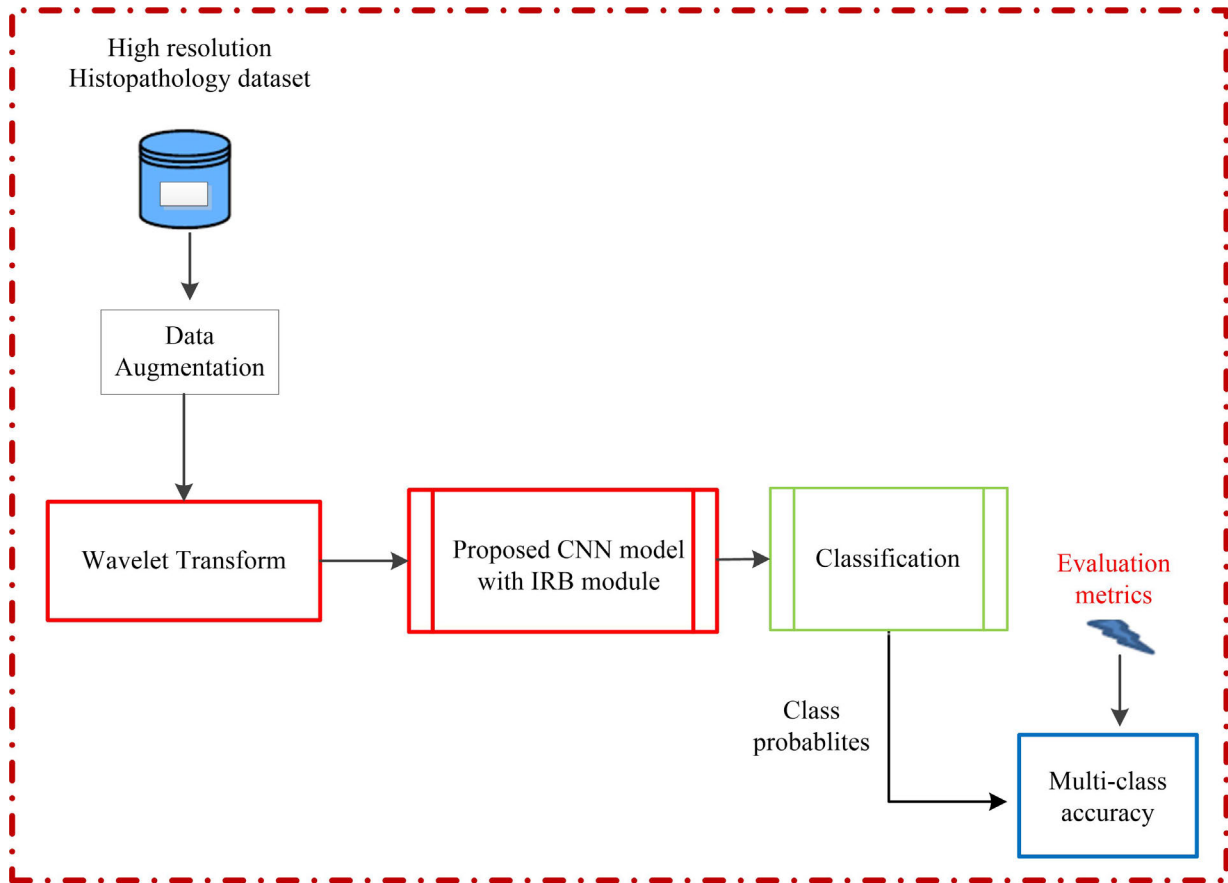 High resolution
Histopathology dataset
Data
Augmentation
Wavelet Transform
Proposed CNN model
with IRB module
Classification
Evaluation
metrics
Class
probablites
Multi-class
accuracy